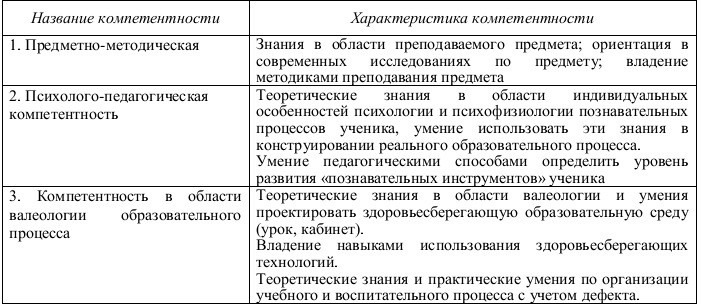 Название компетентности
Характеристика компетентности
1. Предметно-методическая
Знания в области преподаваемого предмета; ориентация в
современных исследованиях по предмету; владение
методиками преподавания предмета
2. Психолого-педагогическая
компетентность
Теоретические знания в области индивидуальных
особенностей психологии и психофизиологии познавательных
процессов ученика, умение использовать эти знания в
конструировании реального образовательного процесса.
Умение педагогическими способами определить уровень
развития «познавательных инструментов» ученика
3. Компетентность в области
валеологии образовательного
процесса
Теоретические знания в области валеологии и умения
проектировать здоровьесберегающую образовательную среду
(урок, кабинет).
Владение навыками использования здоровьесберегающих
технологий.
Теоретические знания и практические умения по организации
учебного и воспитательного процесса с учетом дефекта.